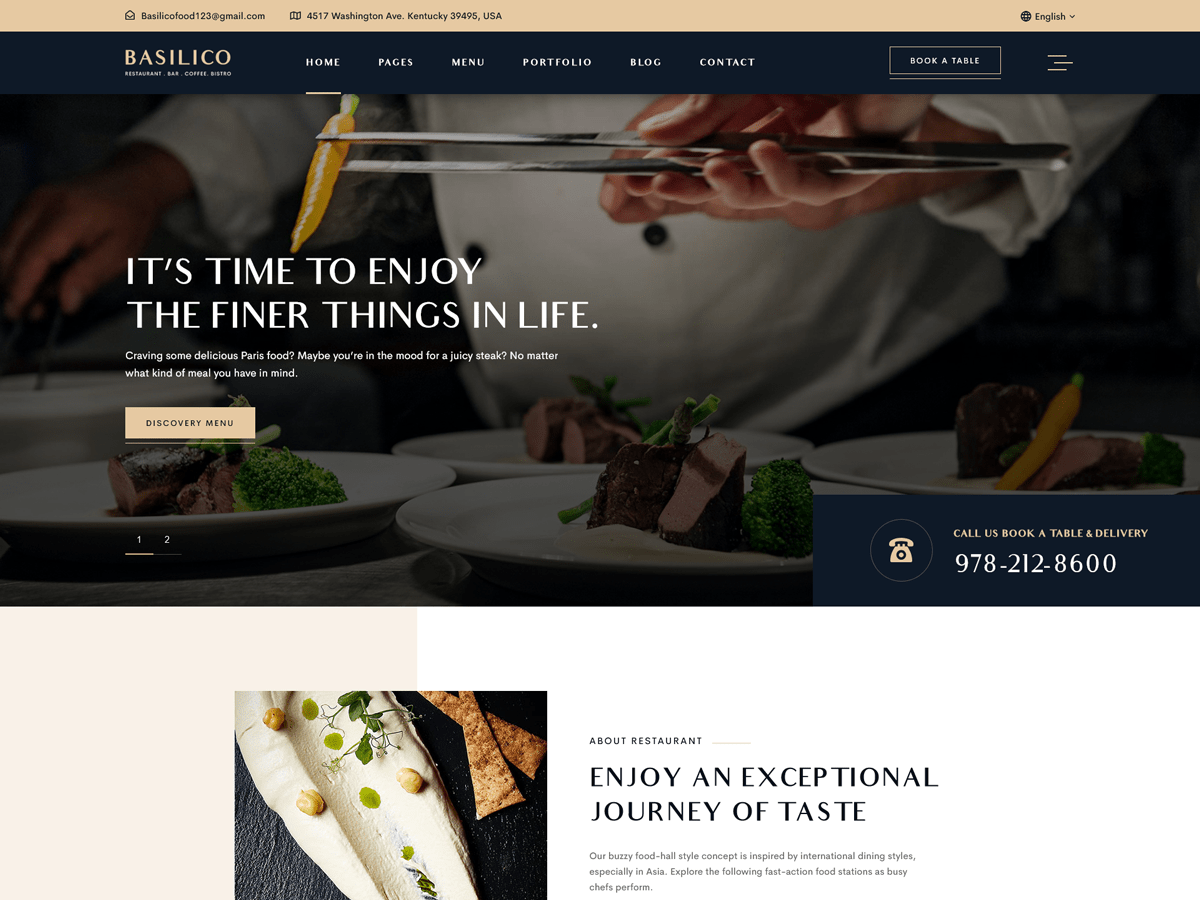 Basilicofood123@gmail.com
4517 Washington Ave. Kentucky 39495, USA
English
BASILICO
RESTAURANT . BAR . COFFEE. BISTRO
HOME
PAGES
MENU
PORTFOLIO
BLOG
CONTACT
BOOK A TABLE
IT'S TIME TO ENJOY
THE FINER THINGS IN LIFE.
Craving some delicious Paris food? Maybe you're in the mood for a juicy steak? No matter
what kind of meal you have in mind.
DISCOVERY MENU
1 2
CALL US BOOK A TABLE & DELIVERY
978-212-8600
ABOUT RESTAURANT
ENJOY AN EXCEPTIONAL
JOURNEY OF TASTE
Our buzzy food-hall style concept is inspired by international dining styles,
especially in Asia. Explore the following fast-action food stations as busy
chefs perform.